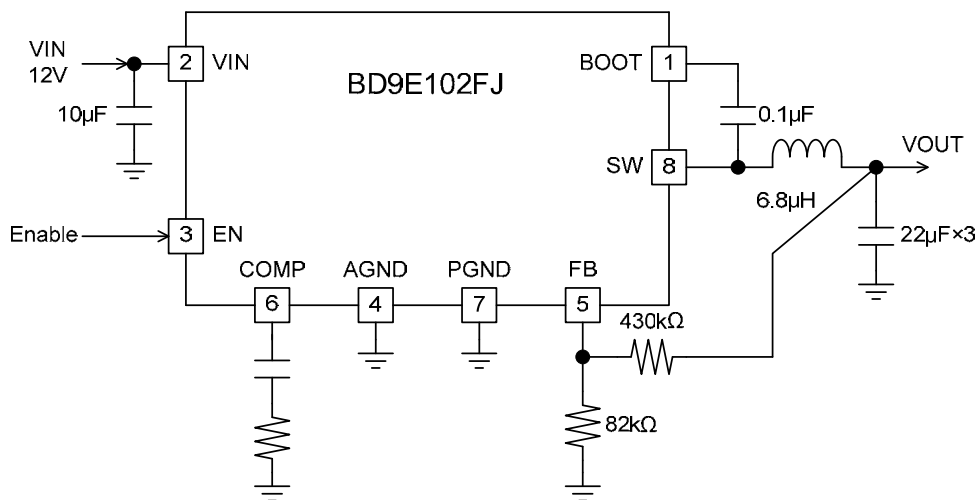 VIN
12V
2
VIN
BD9E102FJ
BOOT
1
10µF
0.1µF
SW
8
VOUT
6.8µH
Enable
3
EN
22µF×3
COMP
AGND
PGND
FB
6
4
7
5
430kΩ
82kΩ